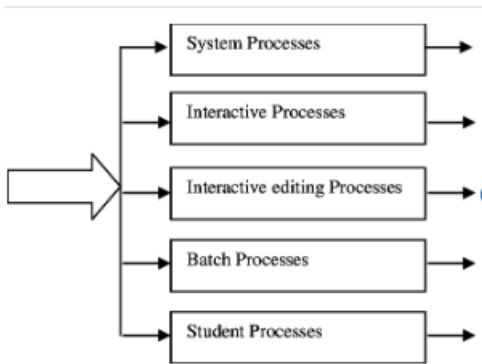 System Processes
Interactive Processes
Interactive editing Processes
Batch Processes
Student Processes